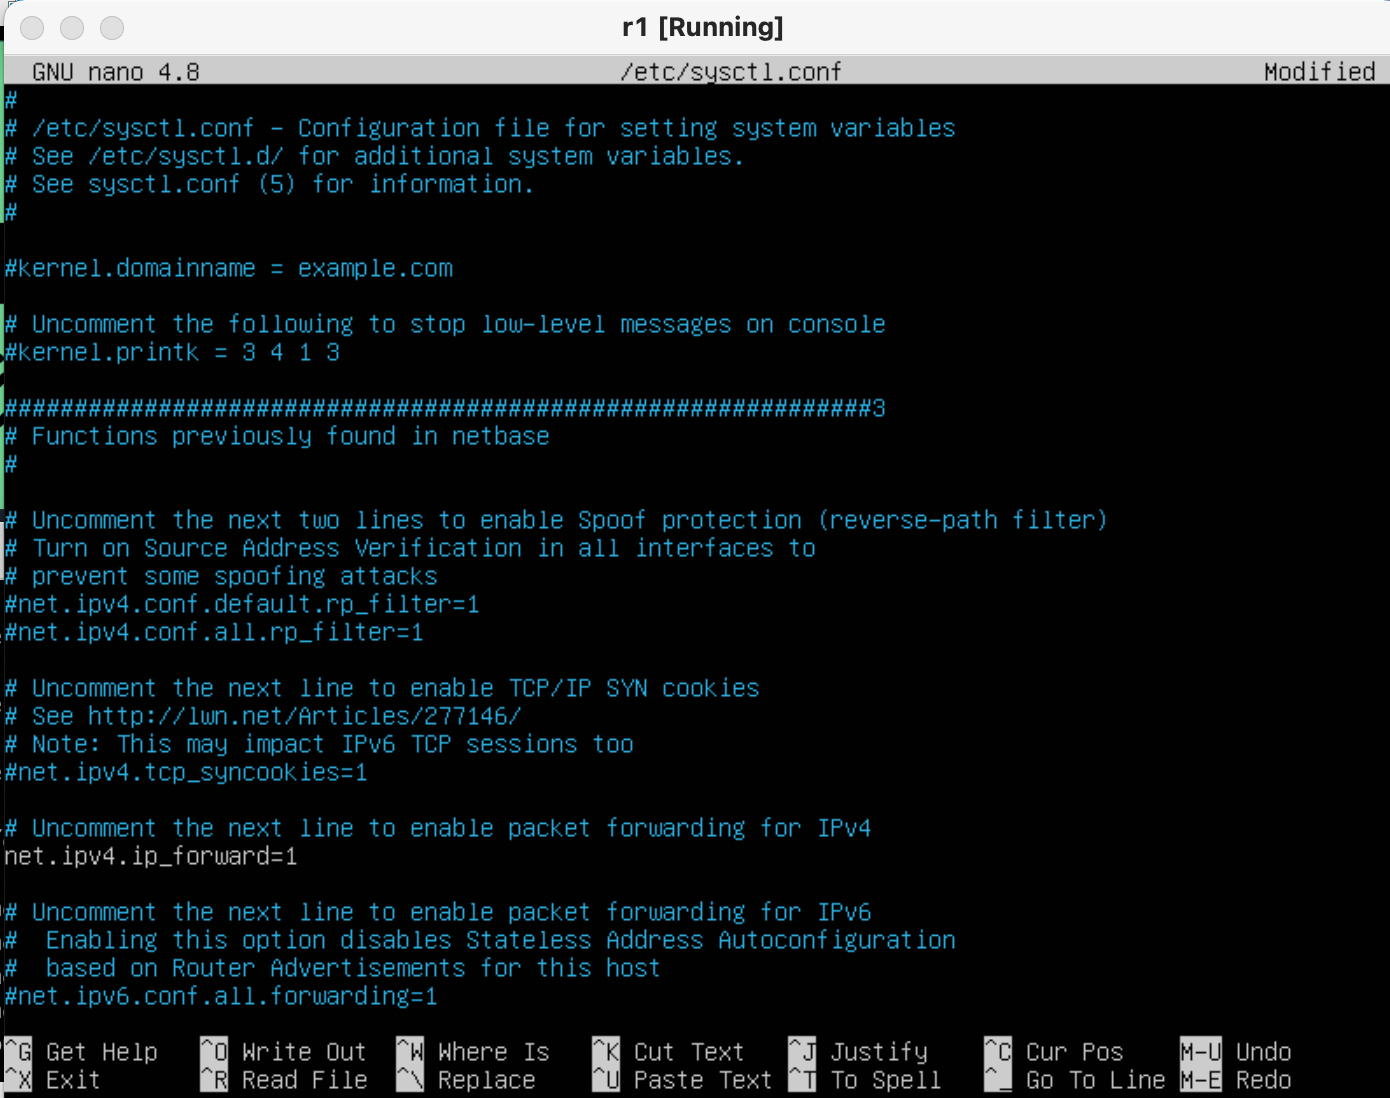 r1 [Running]
GNU nano 4.8 /etc/sysctl.conf Modified
#
# /etc/sysctl.conf - Configuration file for setting system variables
# See /etc/sysctl.d/ for additional system variables.
# See sysctl.conf (5) for information.
#
#kernel.domainname = example.com
# Uncomment the following to stop low-level messages on console
#kernel.printk = 3 4 1 3
##############################################################3
# Functions previously found in netbase
#
# Uncomment the next two lines to enable Spoof protection (reverse-path filter)
# Turn on Source Address Verification in all interfaces to
# prevent some spoofing attacks
#net.ipv4.conf.default.rp_filter=1
#net.ipv4.conf.all.rp_filter=1
# Uncomment the next line to enable TCP/IP SYN cookies
# See http://lwn.net/Articles/277146/
# Note: This may impact IPv6 TCP sessions too
#net.ipv4.tcp_syncookies=1
# Uncomment the next line to enable packet forwarding for IPv4
net.ipv4.ip_forward=1
# Uncomment the next line to enable packet forwarding for IPv6
#  Enabling this option disables Stateless Address Autoconfiguration
#  based on Router Advertisements for this host
#net.ipv6.conf.all.forwarding=1
^G Get Help ^O Write Out ^W Where Is ^K Cut Text ^J Justify ^C Cur Pos M-U Undo
^X Exit ^R Read File ^\ Replace ^U Paste Text ^T To Spell ^_ Go To Line M-E Redo